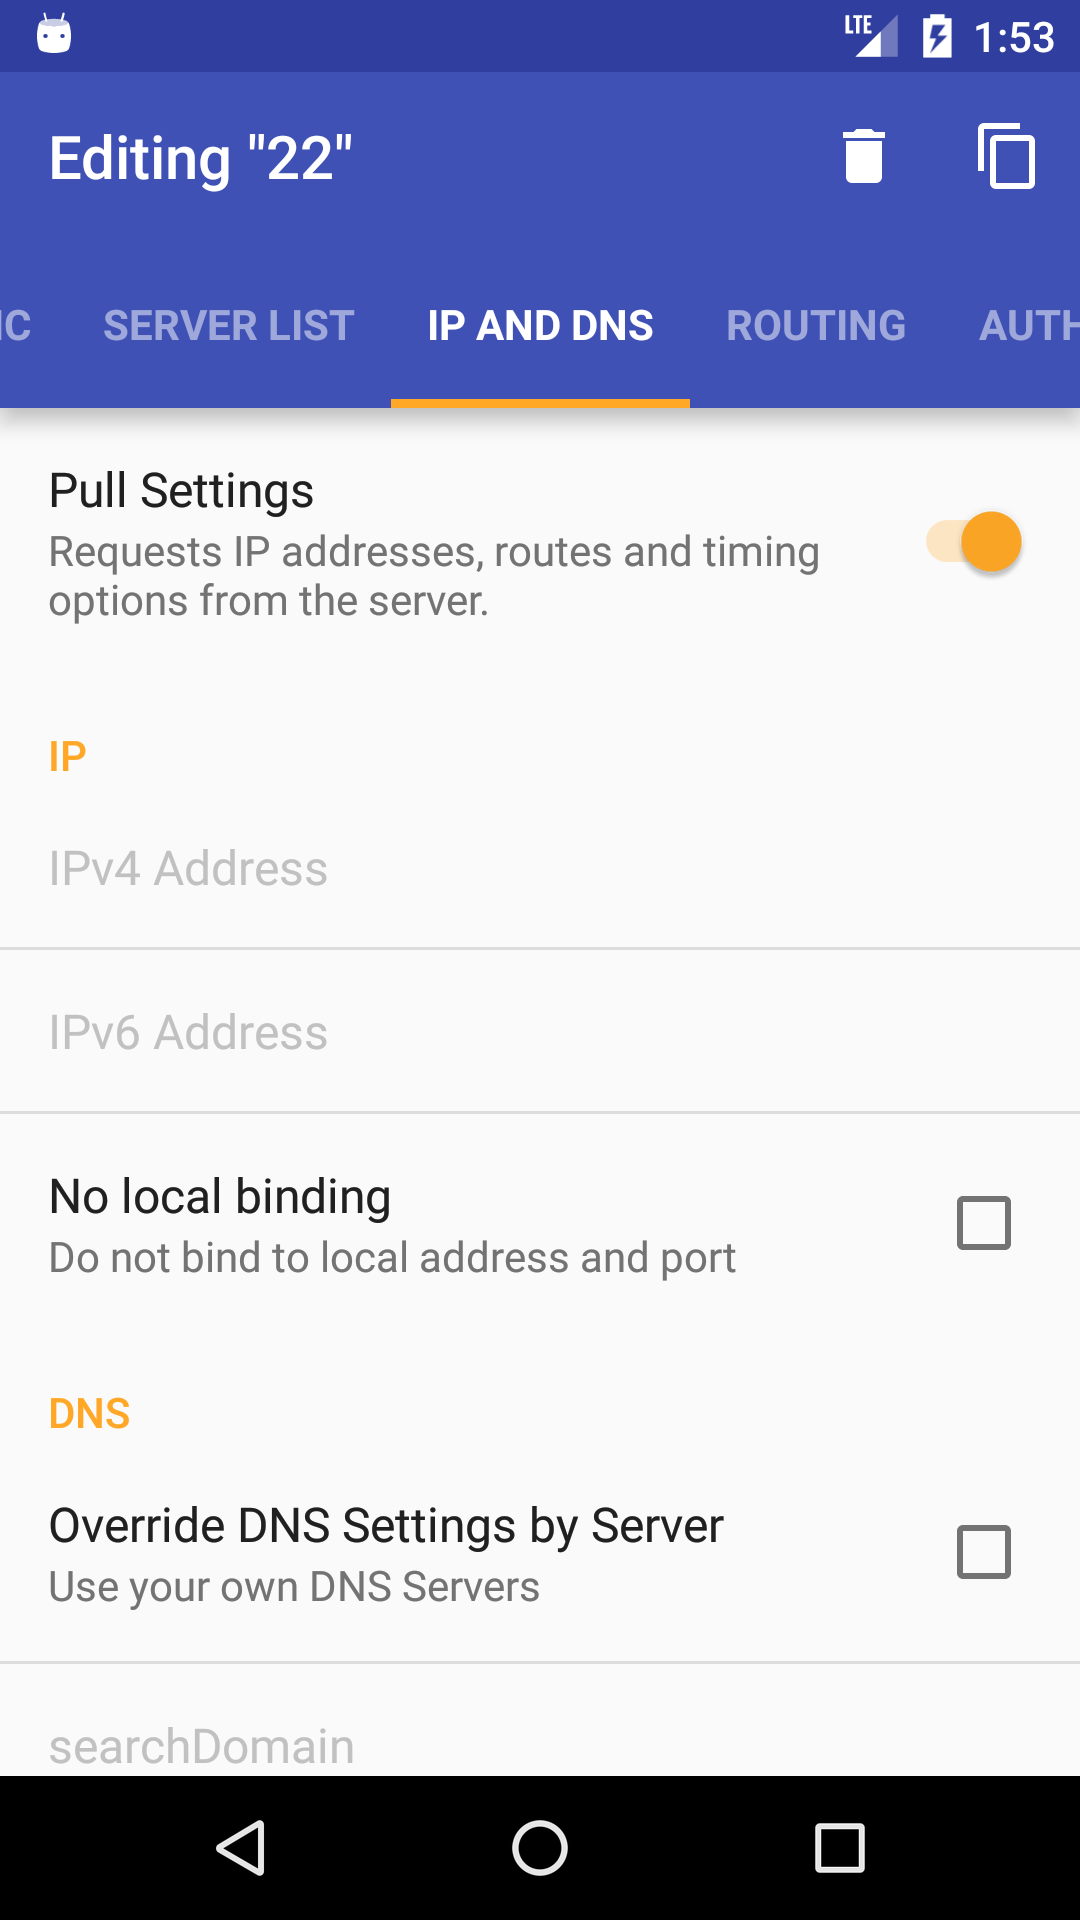 LTE 1:53
Editing "22"
IC SERVER LIST IP AND DNS ROUTING AUTH
Pull Settings
Requests IP addresses, routes and timing
options from the server.
IP
IPv4 Address
IPv6 Address
No local binding
Do not bind to local address and port
DNS
Override DNS Settings by Server
Use your own DNS Servers
searchDomain